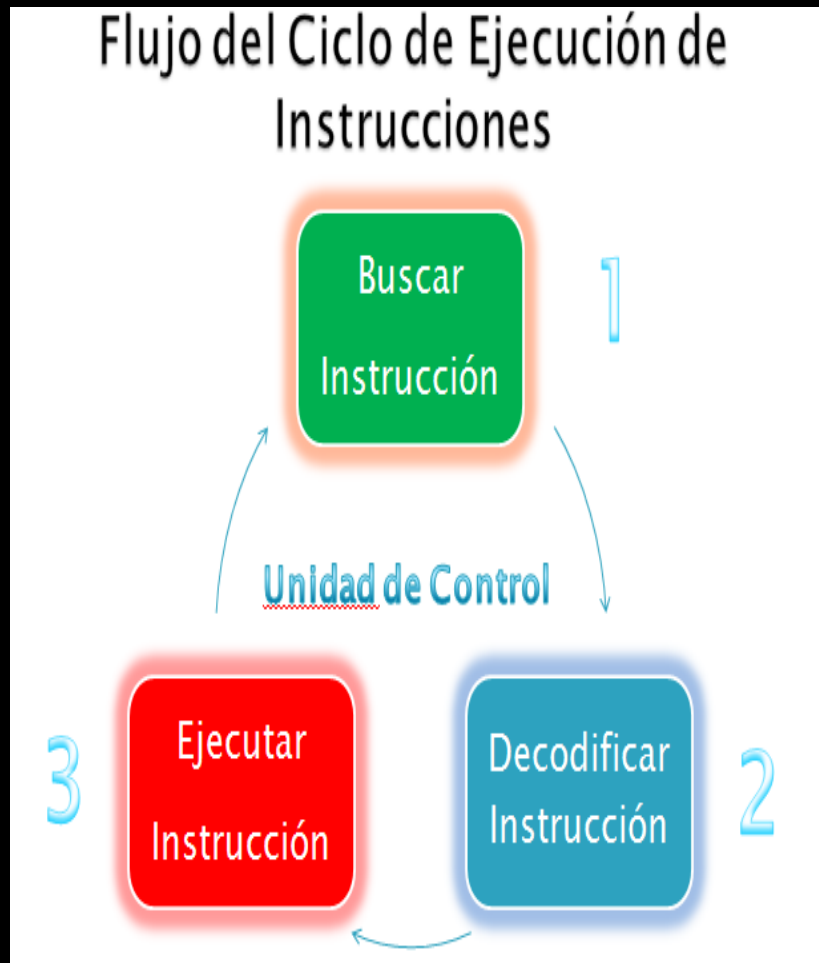 Flujo del Ciclo de Ejecución de
Instrucciones
Buscar
Instrucción
1
Unidad de Control
Ejecutar
Instrucción
3
Decodificar
Instrucción
2